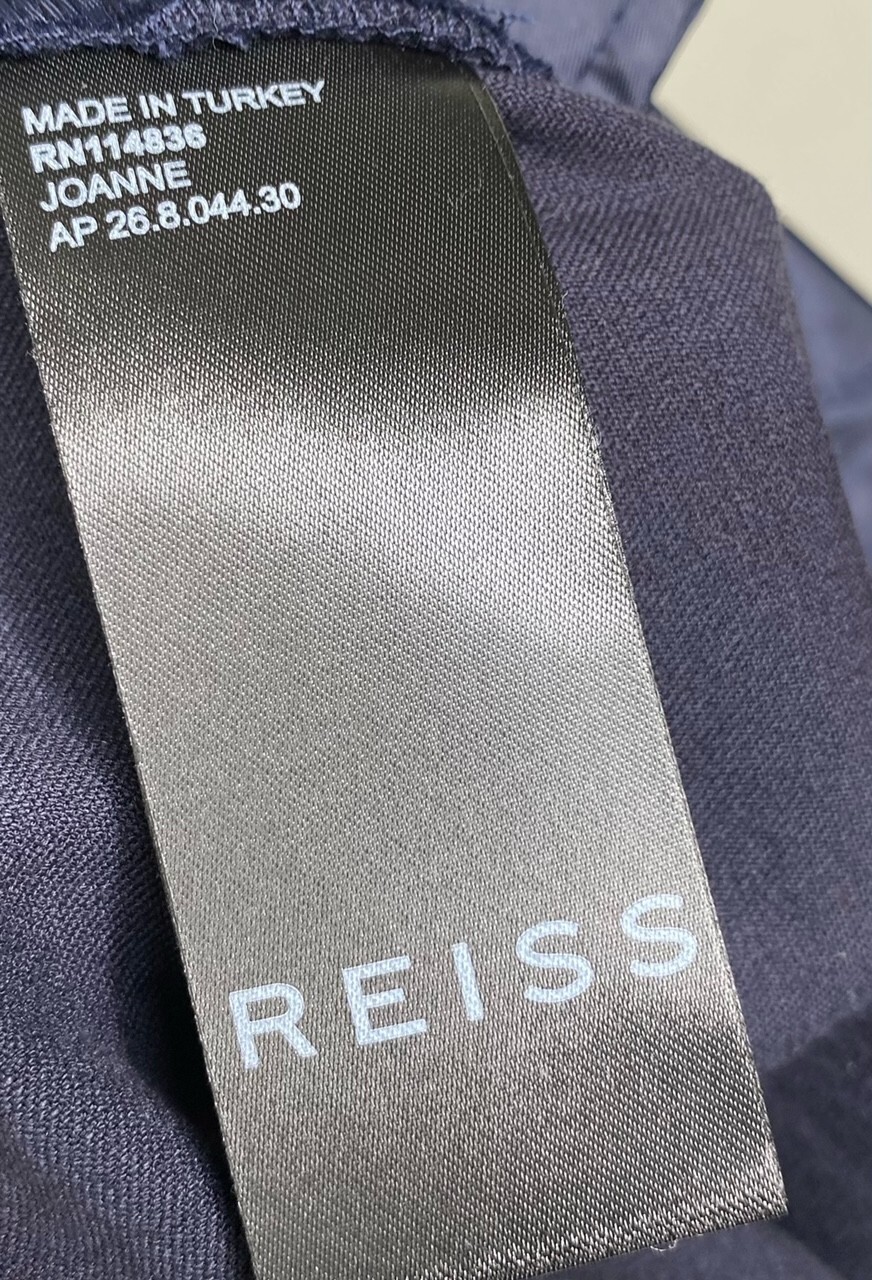 MADE IN TURKEY
RN114836
JOANNE
AP 26.8.044.30
REISS